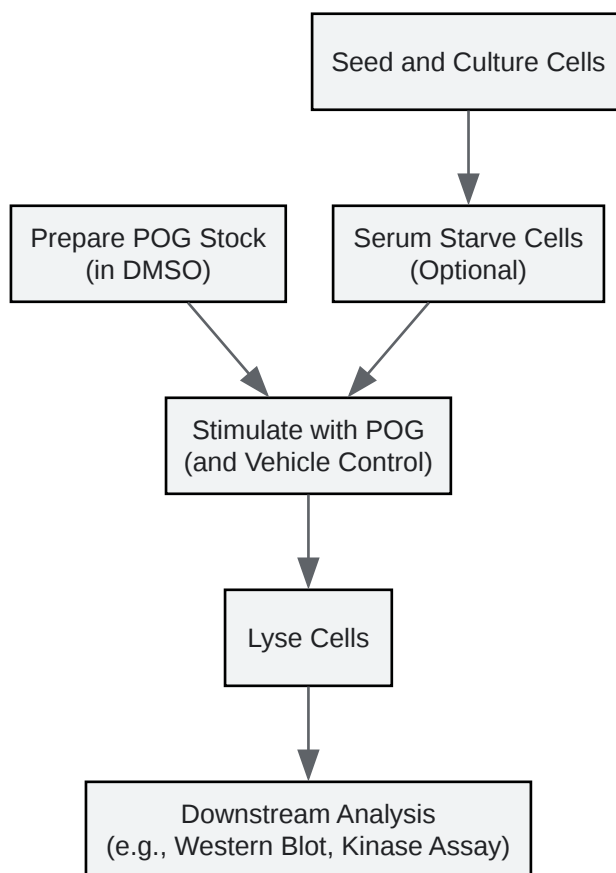 Seed and Culture Cells
Prepare POG Stock
(in DMSO)
Serum Starve Cells
(Optional)
Stimulate with POG
(and Vehicle Control)
Lyse Cells
Downstream Analysis
(e.g., Western Blot, Kinase Assay)